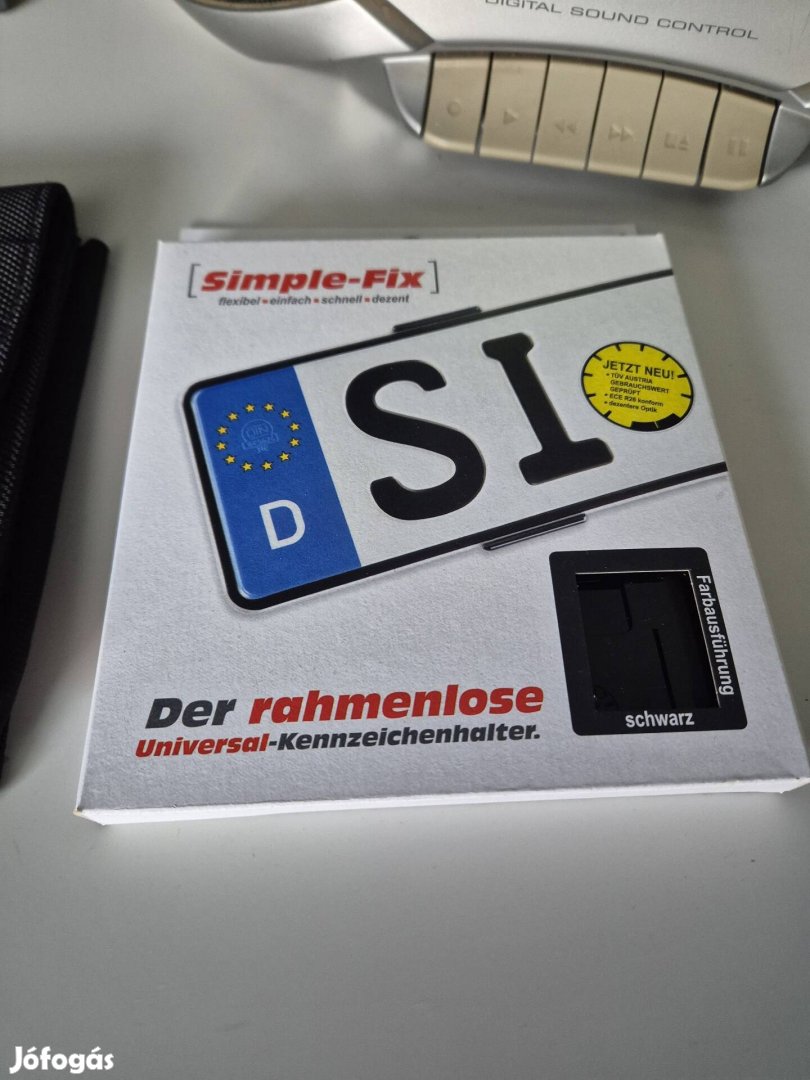 DIGITAL SOUND CONTROL
[Simple-Fix]
flexibel • einfach • schnell • dezent
SI
D
JETZT NEU!
• TÜV AUSTRIA
GEBRAUCHSWERT
GEPRÜFT
• ECE R26 konform
• dezentere Optik
Farbausführung
schwarz
Der rahmenlose
Universal-Kennzeichenhalter.
Jófogás